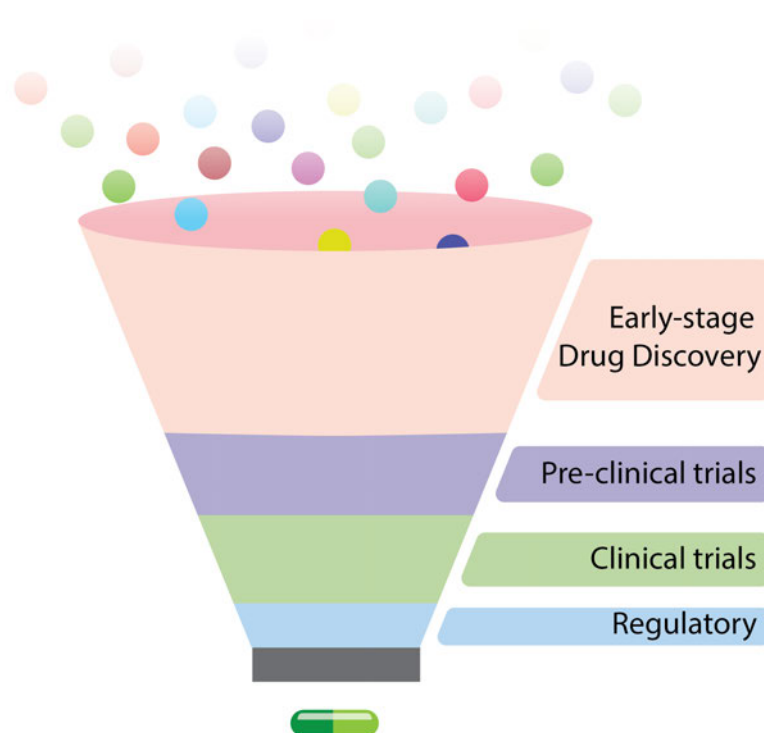 Early-stage
Drug Discovery
Pre-clinical trials
Clinical trials
Regulatory